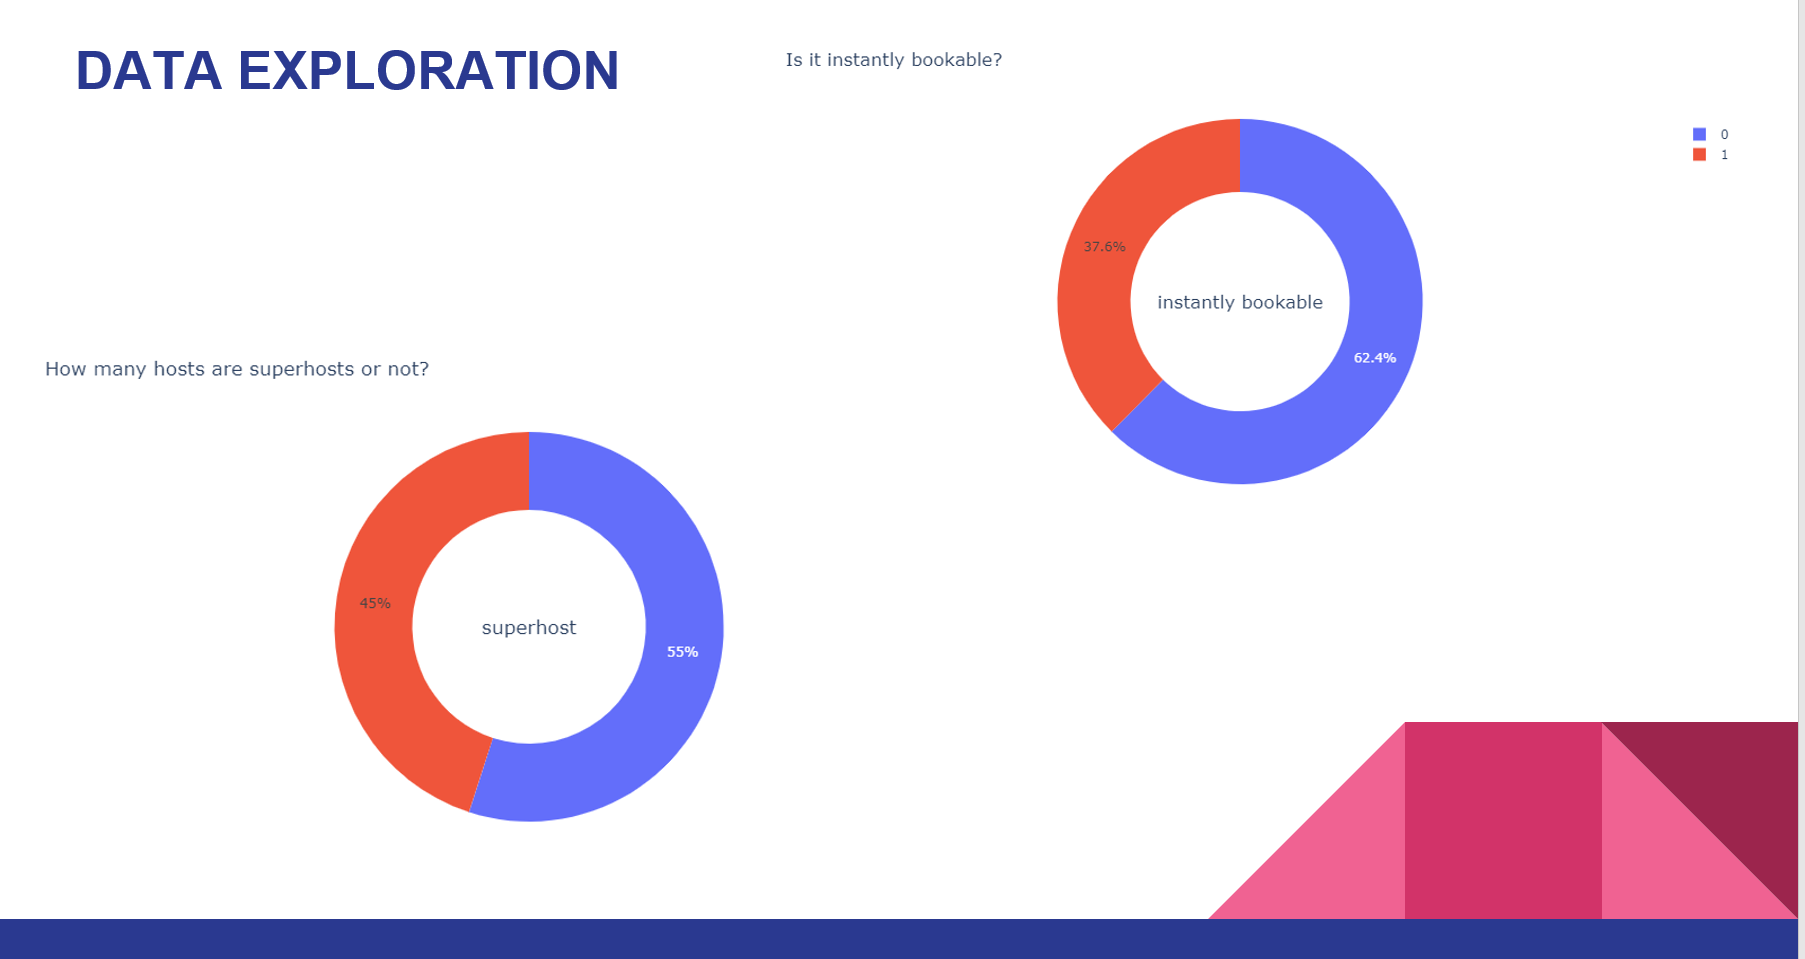 DATA EXPLORATION
Is it instantly bookable?
0
1
37.6%
instantly bookable
62.4%
How many hosts are superhosts or not?
45%
superhost
55%